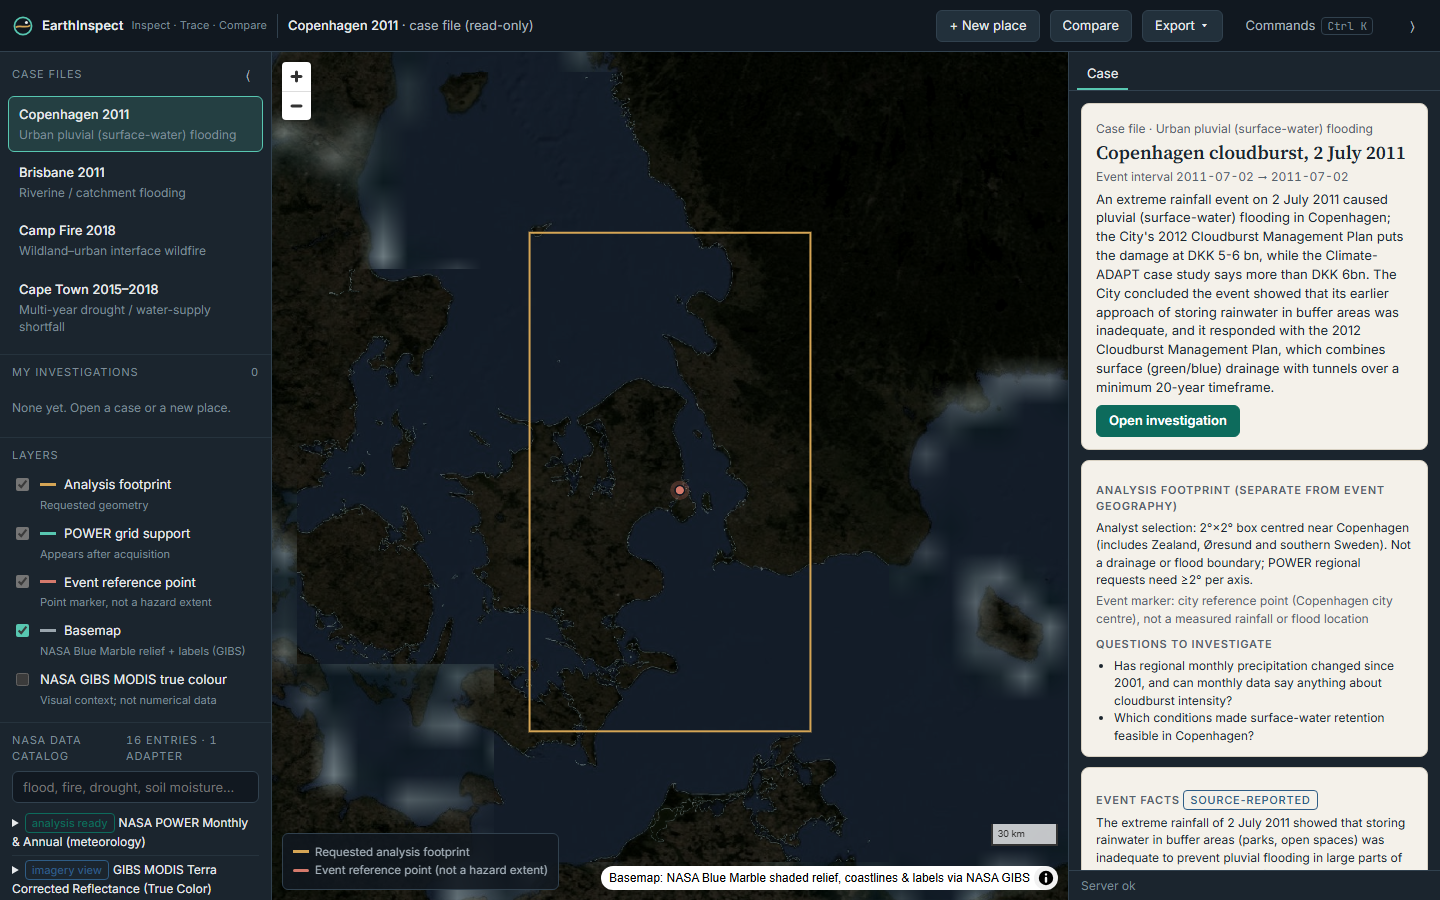 EarthInspect Inspect · Trace · Compare Copenhagen 2011 · case file (read-only)
+ New place
Compare
Export
Commands Ctrl K
CASE FILES
Copenhagen 2011
Urban pluvial (surface-water) flooding
Brisbane 2011
Riverine / catchment flooding
Camp Fire 2018
Wildland–urban interface wildfire
Cape Town 2015–2018
Multi-year drought / water-supply
shortfall
MY INVESTIGATIONS 0
None yet. Open a case or a new place.
LAYERS
Analysis footprint
Requested geometry
POWER grid support
Appears after acquisition
Event reference point
Point marker, not a hazard extent
Basemap
NASA Blue Marble relief + labels (GIBS)
NASA GIBS MODIS true colour
Visual context; not numerical data
NASA DATA
CATALOG
16 ENTRIES · 1
ADAPTER
flood, fire, drought, soil moisture...
analysis ready NASA POWER Monthly
& Annual (meteorology)
imagery view GIBS MODIS Terra
Corrected Reflectance (True Color)
+
−
Requested analysis footprint
Event reference point (not a hazard extent)
30 km
Basemap: NASA Blue Marble shaded relief, coastlines & labels via NASA GIBS
Case
Case file · Urban pluvial (surface-water) flooding
Copenhagen cloudburst, 2 July 2011
Event interval 2011-07-02 → 2011-07-02
An extreme rainfall event on 2 July 2011 caused
pluvial (surface-water) flooding in Copenhagen;
the City's 2012 Cloudburst Management Plan puts
the damage at DKK 5-6 bn, while the Climate-
ADAPT case study says more than DKK 6bn. The
City concluded the event showed that its earlier
approach of storing rainwater in buffer areas was
inadequate, and it responded with the 2012
Cloudburst Management Plan, which combines
surface (green/blue) drainage with tunnels over a
minimum 20-year timeframe.
Open investigation
ANALYSIS FOOTPRINT (SEPARATE FROM EVENT
GEOGRAPHY)
Analyst selection: 2°×2° box centred near Copenhagen
(includes Zealand, Øresund and southern Sweden). Not
a drainage or flood boundary; POWER regional
requests need ≥2° per axis.
Event marker: city reference point (Copenhagen city
centre), not a measured rainfall or flood location
QUESTIONS TO INVESTIGATE
• Has regional monthly precipitation changed since
2001, and can monthly data say anything about
cloudburst intensity?
• Which conditions made surface-water retention
feasible in Copenhagen?
EVENT FACTS SOURCE-REPORTED
The extreme rainfall of 2 July 2011 showed that storing
rainwater in buffer areas (parks, open spaces) was
inadequate to prevent pluvial flooding in large parts of
Server ok